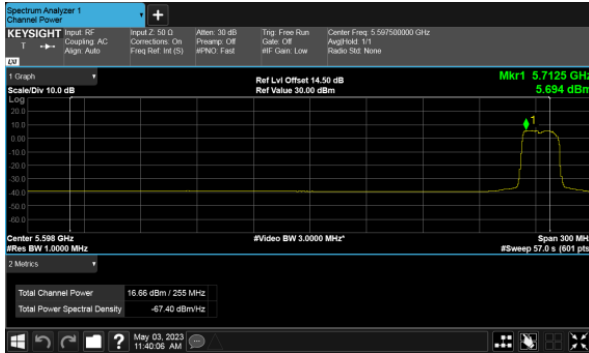 Spectrum Analyzer 1
Channel Power
+
KEYSIGHT
T
LXI
Input: RF
Coupling: AC
Align: Auto
Input Z: 50 Ω
Corrections: On
Freq Ref: Int (S)
Atten: 30 dB
Preamp: Off
#PNO: Fast
Trig: Free Run
Gate: Off
#IF Gain: Low
Center Freq: 5.597500000 GHz
Avg|Hold: 1/1
Radio Std: None
1 Graph
Scale/Div 10.0 dB
Ref Lvl Offset 14.50 dB
Ref Value 30.00 dBm
Mkr1 5.7125 GHz
5.694 dBm
Log
20.0
10.0
0.00
-10.0
-20.0
-30.0
-40.0
-50.0
-60.0
1
Center 5.598 GHz
#Res BW 1.0000 MHz
#Video BW 3.0000 MHz*
Span 300 MH
#Sweep 57.0 s (601 pts
2 Metrics
Total Channel Power 16.66 dBm / 255 MHz
Total Power Spectral Density -67.40 dBm/Hz
?
May 03, 2023
11:40:06 AM